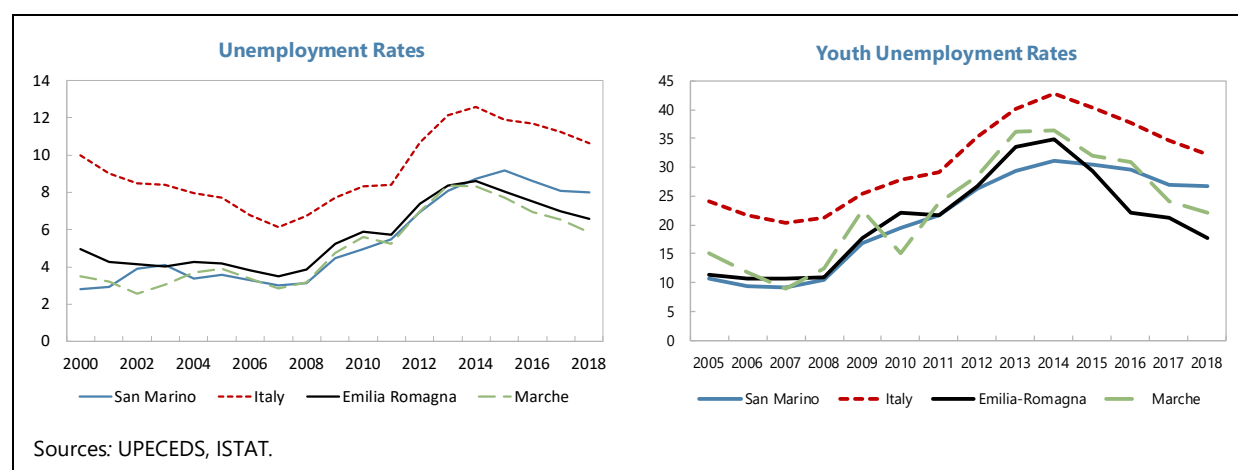 Unemployment Rates
14
12
10
8
6
4
2
0
2000 2002 2004 2006 2008 2010 2012 2014 2016 2018
San Marino Italy Emilia Romagna Marche
Youth Unemployment Rates
45
40
35
30
25
20
15
10
5
0
2005 2006 2007 2008 2009 2010 2011 2012 2013 2014 2015 2016 2017 2018
San Marino Italy Emilia-Romagna Marche
Sources: UPECEDS, ISTAT.